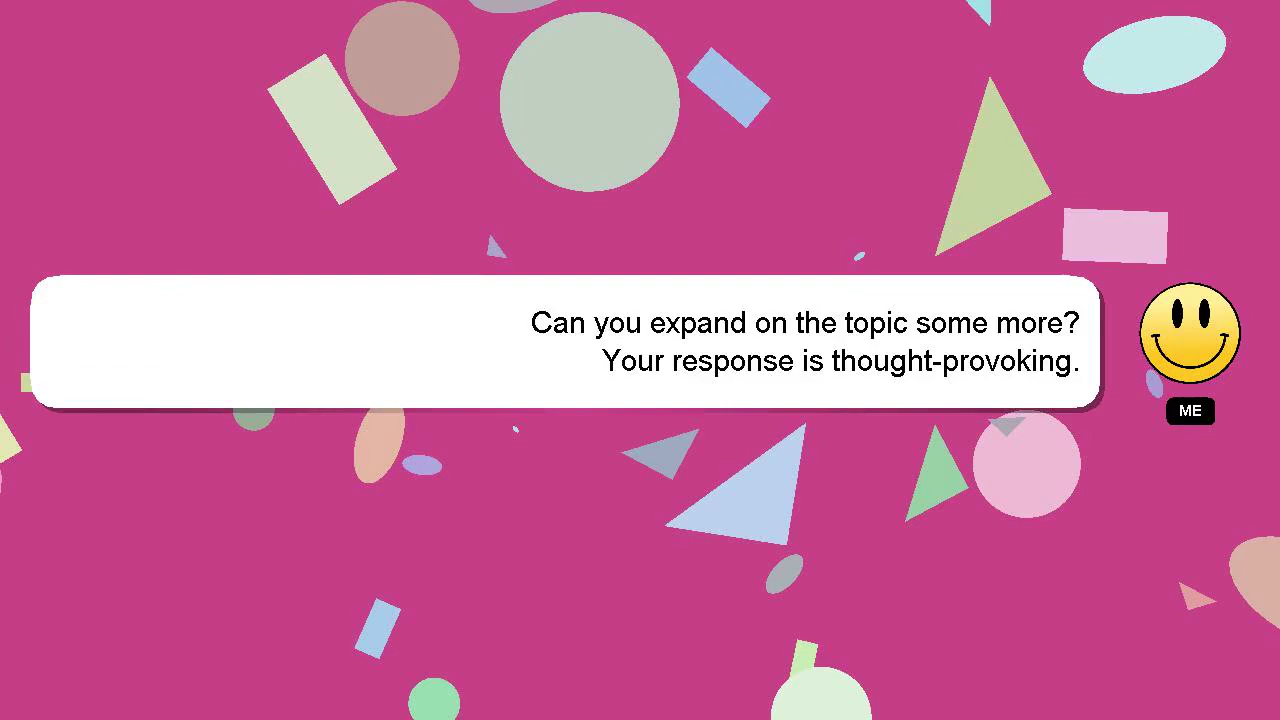 Can you expand on the topic some more?
Your response is thought-provoking.
ME